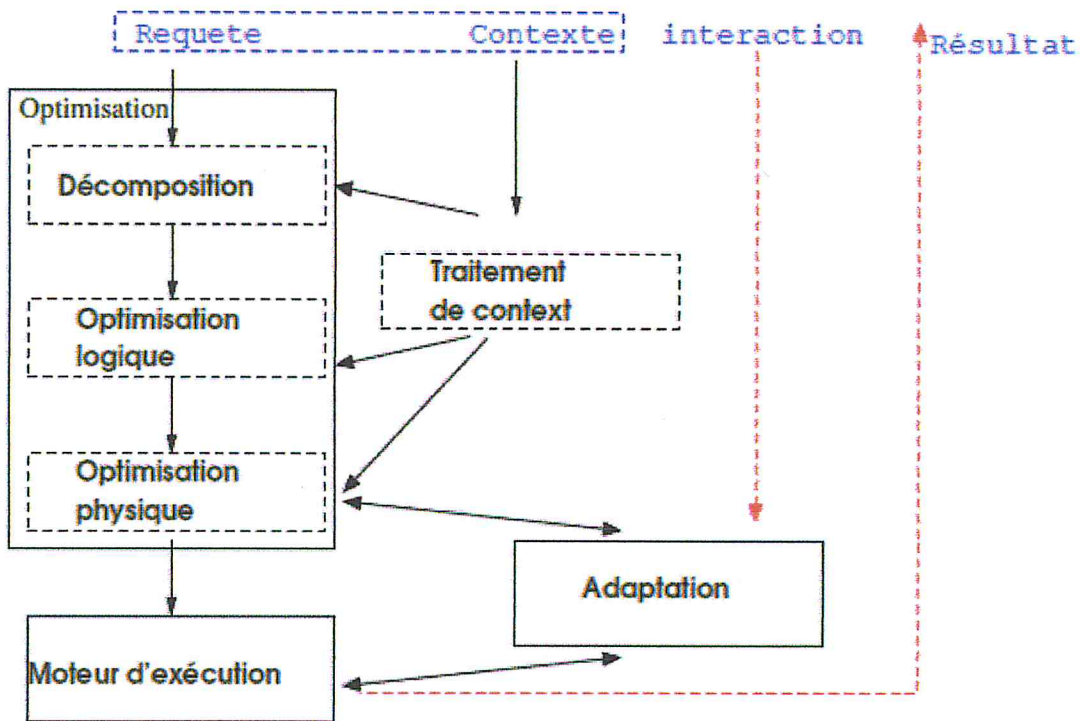 Requete Contexte interaction Résultat
Optimisation
Décomposition
Traitement
de context
Optimisation
logique
Optimisation
physique
Adaptation
Moteur d'exécution